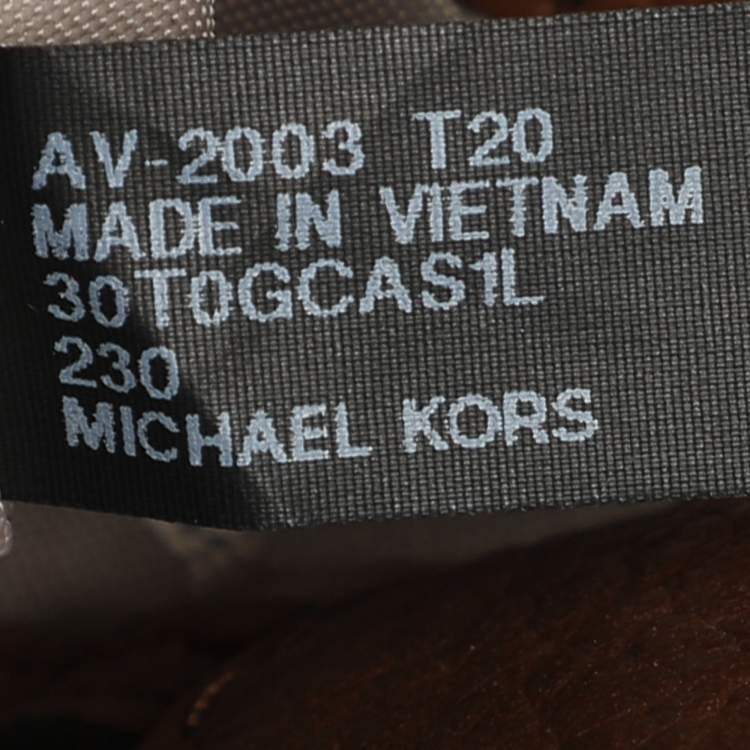 AV-2003 T20
MADE IN VIETNAM
30T0GCAS1L
230
MICHAEL KORS